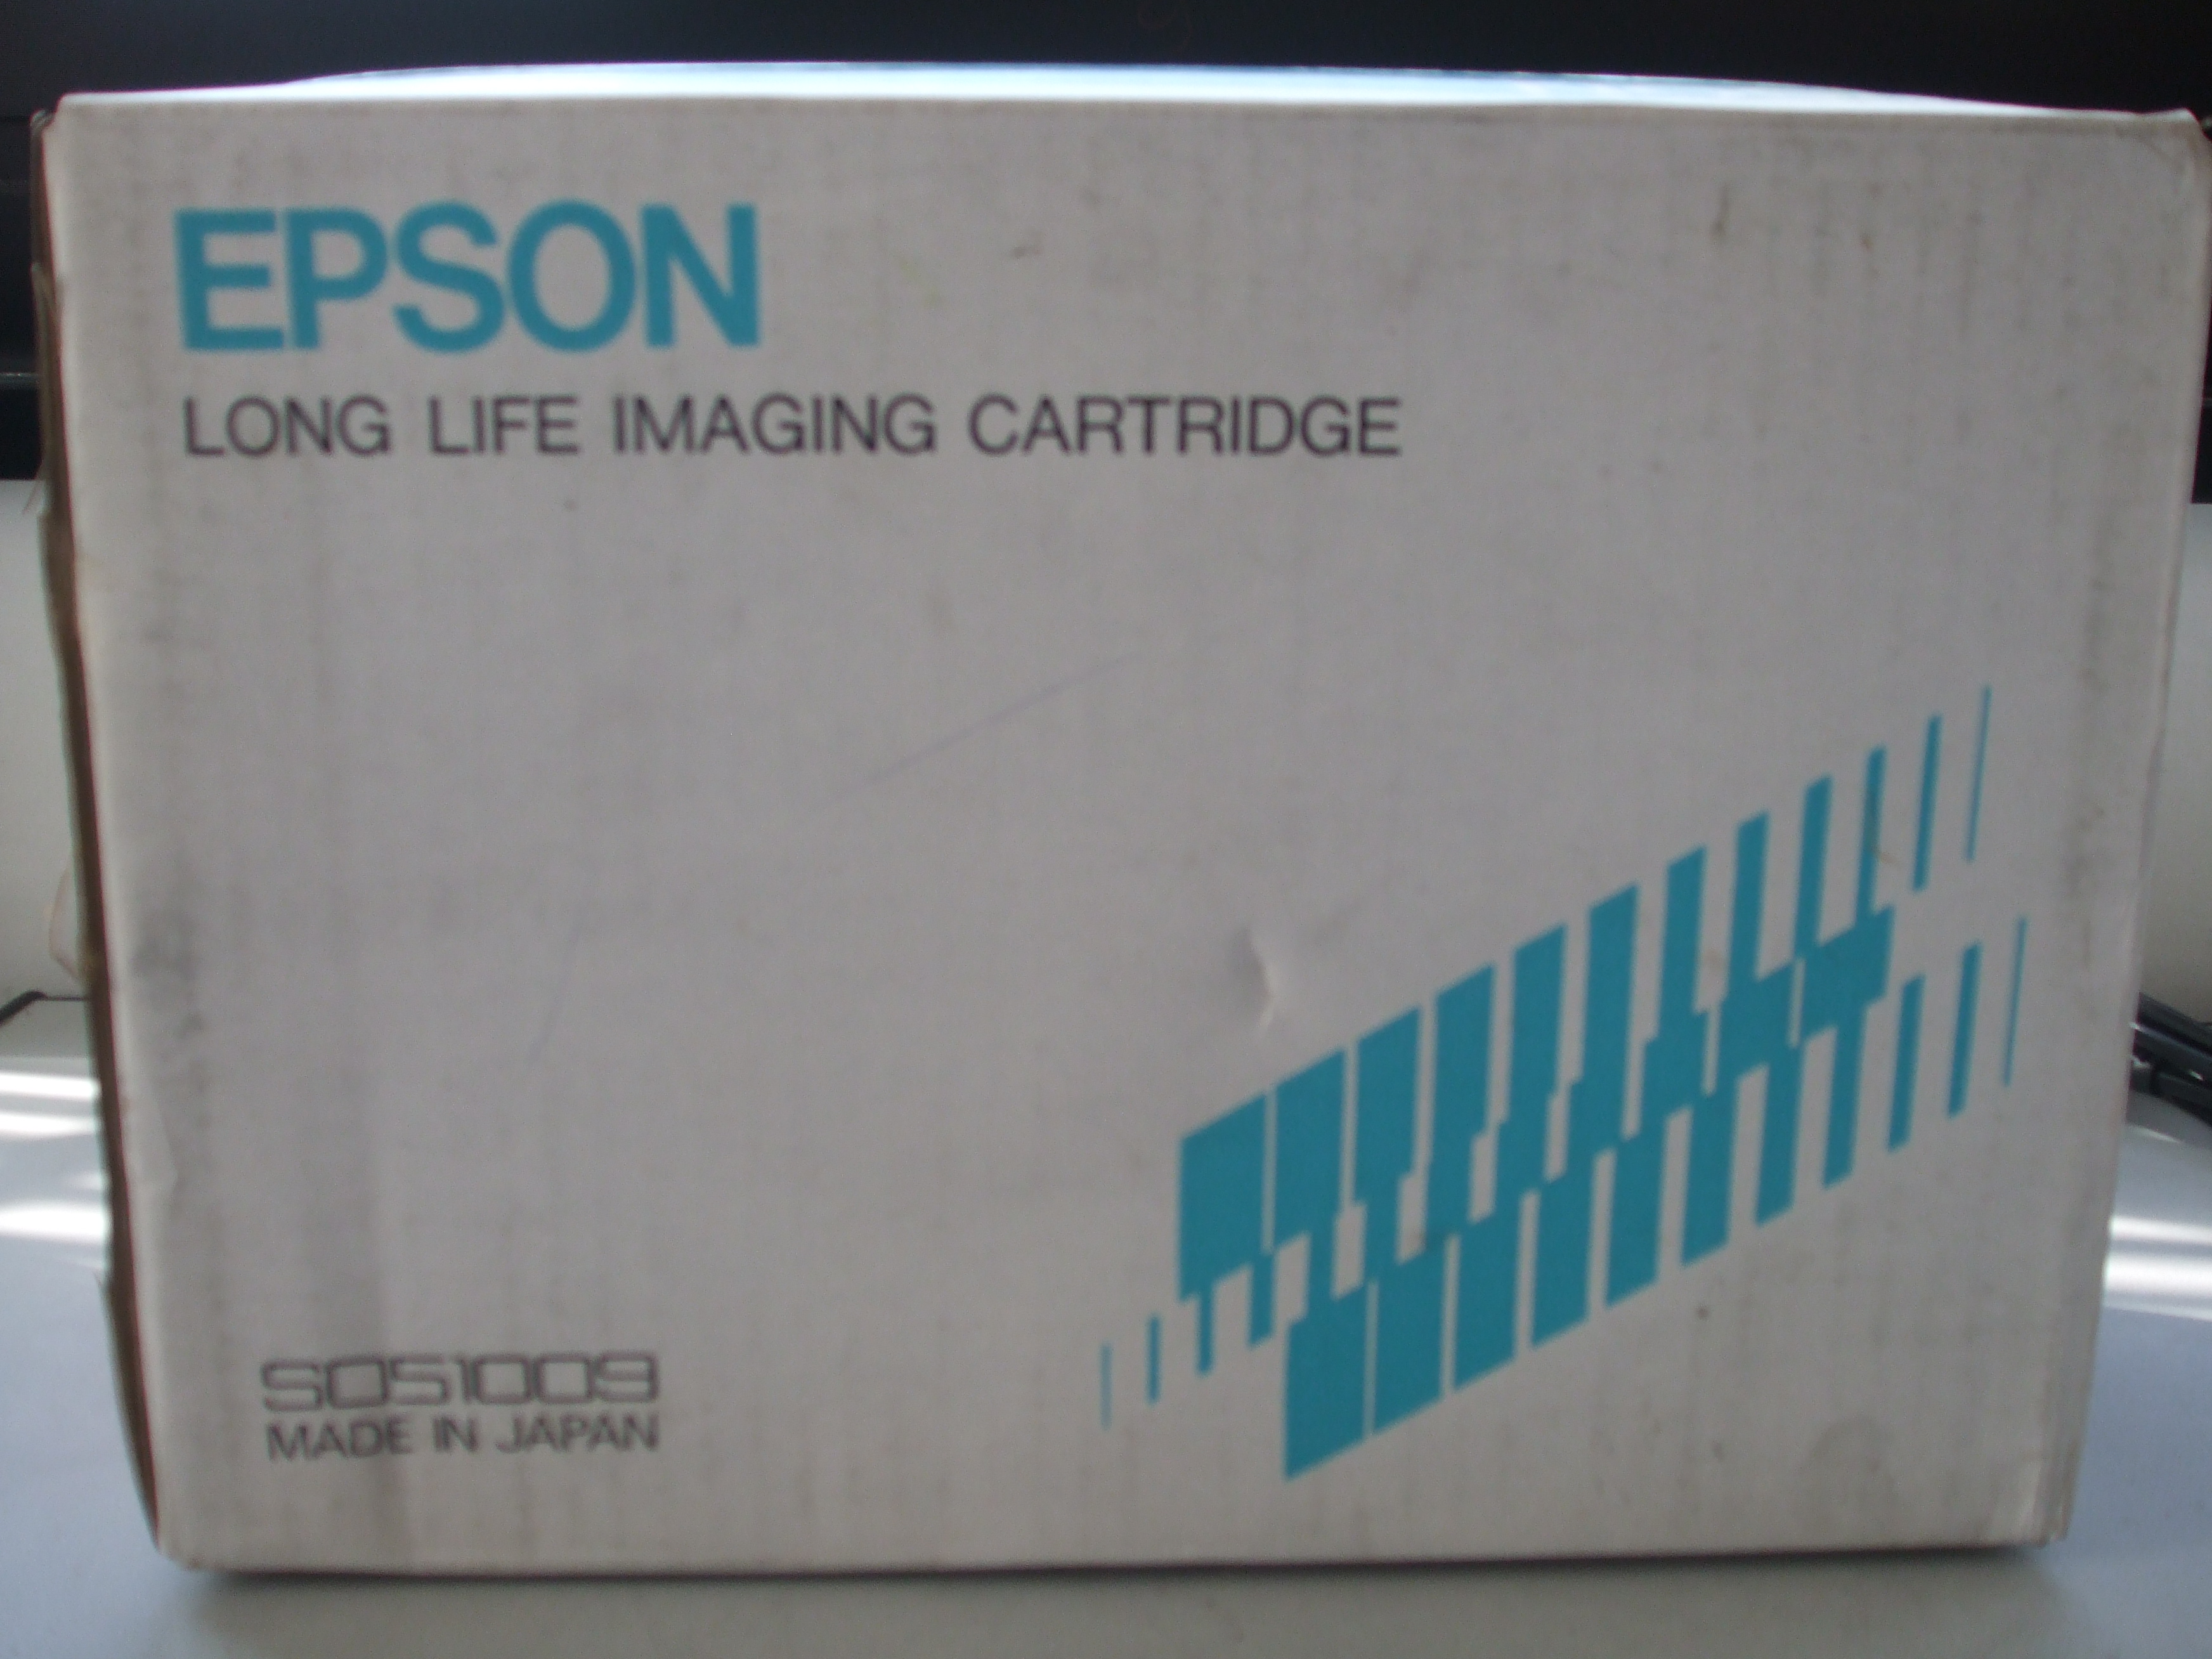 EPSON
LONG LIFE IMAGING CARTRIDGE
S051009
MADE IN JAPAN